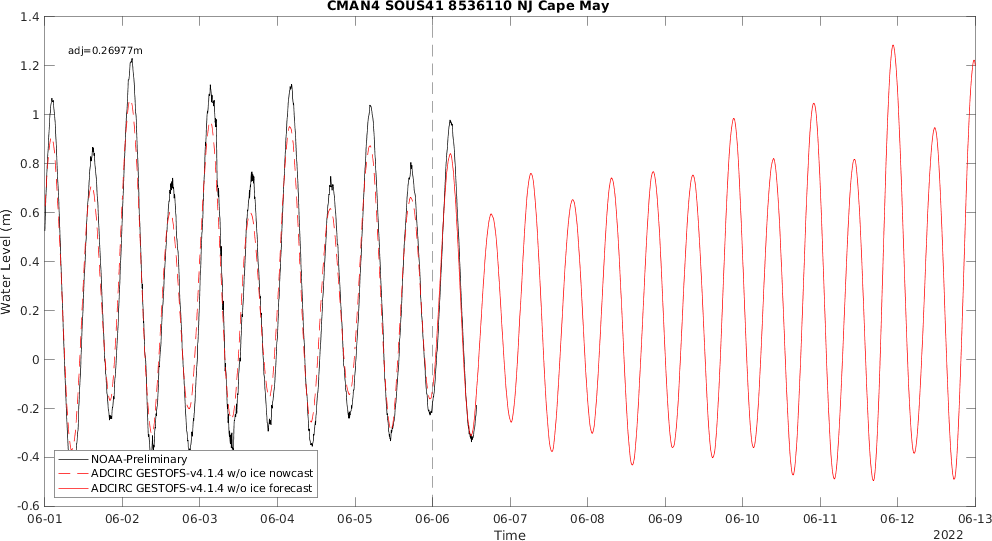 CMAN4 SOUS41 8536110 NJ Cape May
adj=0.26977m
Water Level (m)
1.4
1.2
1
0.8
0.6
0.4
0.2
0
-0.2
-0.4
-0.6
NOAA-Preliminary
ADCIRC GESTOFS-v4.1.4 w/o ice nowcast
ADCIRC GESTOFS-v4.1.4 w/o ice forecast
06-01 06-02 06-03 06-04 06-05 06-06 06-07 06-08 06-09 06-10 06-11 06-12 06-13
Time
2022